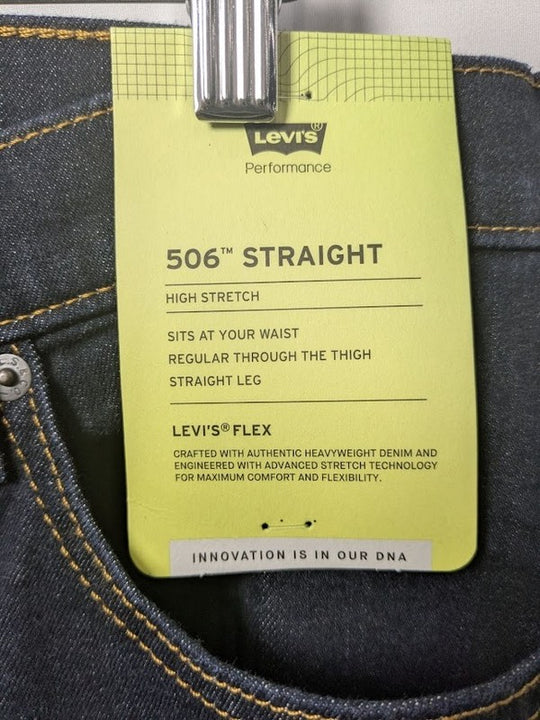 LEVI'S®
Performance
506™ STRAIGHT
HIGH STRETCH
SITS AT YOUR WAIST
REGULAR THROUGH THE THIGH
STRAIGHT LEG
LEVI'S® FLEX
CRAFTED WITH AUTHENTIC HEAVYWEIGHT DENIM AND
ENGINEERED WITH ADVANCED STRETCH TECHNOLOGY
FOR MAXIMUM COMFORT AND FLEXIBILITY.
INNOVATION IS IN OUR DNA